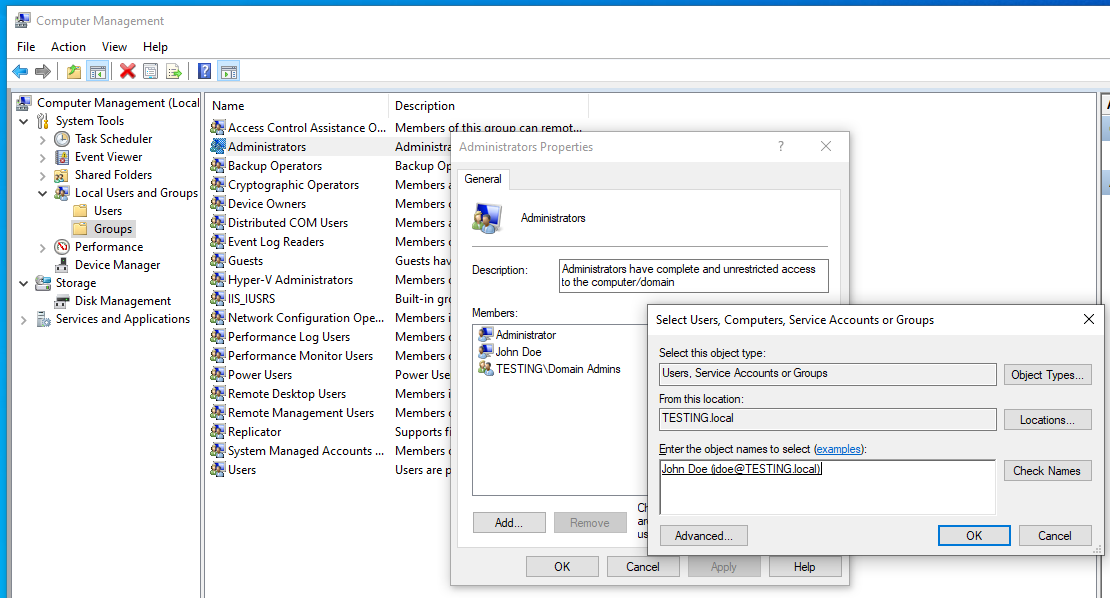 Computer Management
File Action View Help
Computer Management (Local
System Tools
Task Scheduler
Event Viewer
Shared Folders
Local Users and Groups
Users
Groups
Performance
Device Manager
Storage
Disk Management
Services and Applications
Name Description
Access Control Assistance O... Members of this group can remot...
Administrators Administra
Backup Operators Backup Op
Cryptographic Operators Members a
Device Owners Members o
Distributed COM Users Members a
Event Log Readers Members o
Guests Guests hav
Hyper-V Administrators Members o
IIS_IUSRS Built-in gro
Network Configuration Ope... Members i
Performance Log Users Members o
Performance Monitor Users Members o
Power Users Power Use
Remote Desktop Users Members i
Remote Management Users Members o
Replicator Supports fi
System Managed Accounts ... Members o
Users Users are p
Administrators Properties ?
General
Administrators
Description: Administrators have complete and unrestricted access
to the computer/domain
Members:
Administrator
John Doe
TESTING\Domain Admins
Add... Remove
OK Cancel Apply Help
Select Users, Computers, Service Accounts or Groups
Select this object type:
Users, Service Accounts or Groups Object Types...
From this location:
TESTING.local Locations...
Enter the object names to select (examples):
John Doe (jdoe@TESTING.local) Check Names
Advanced... OK Cancel